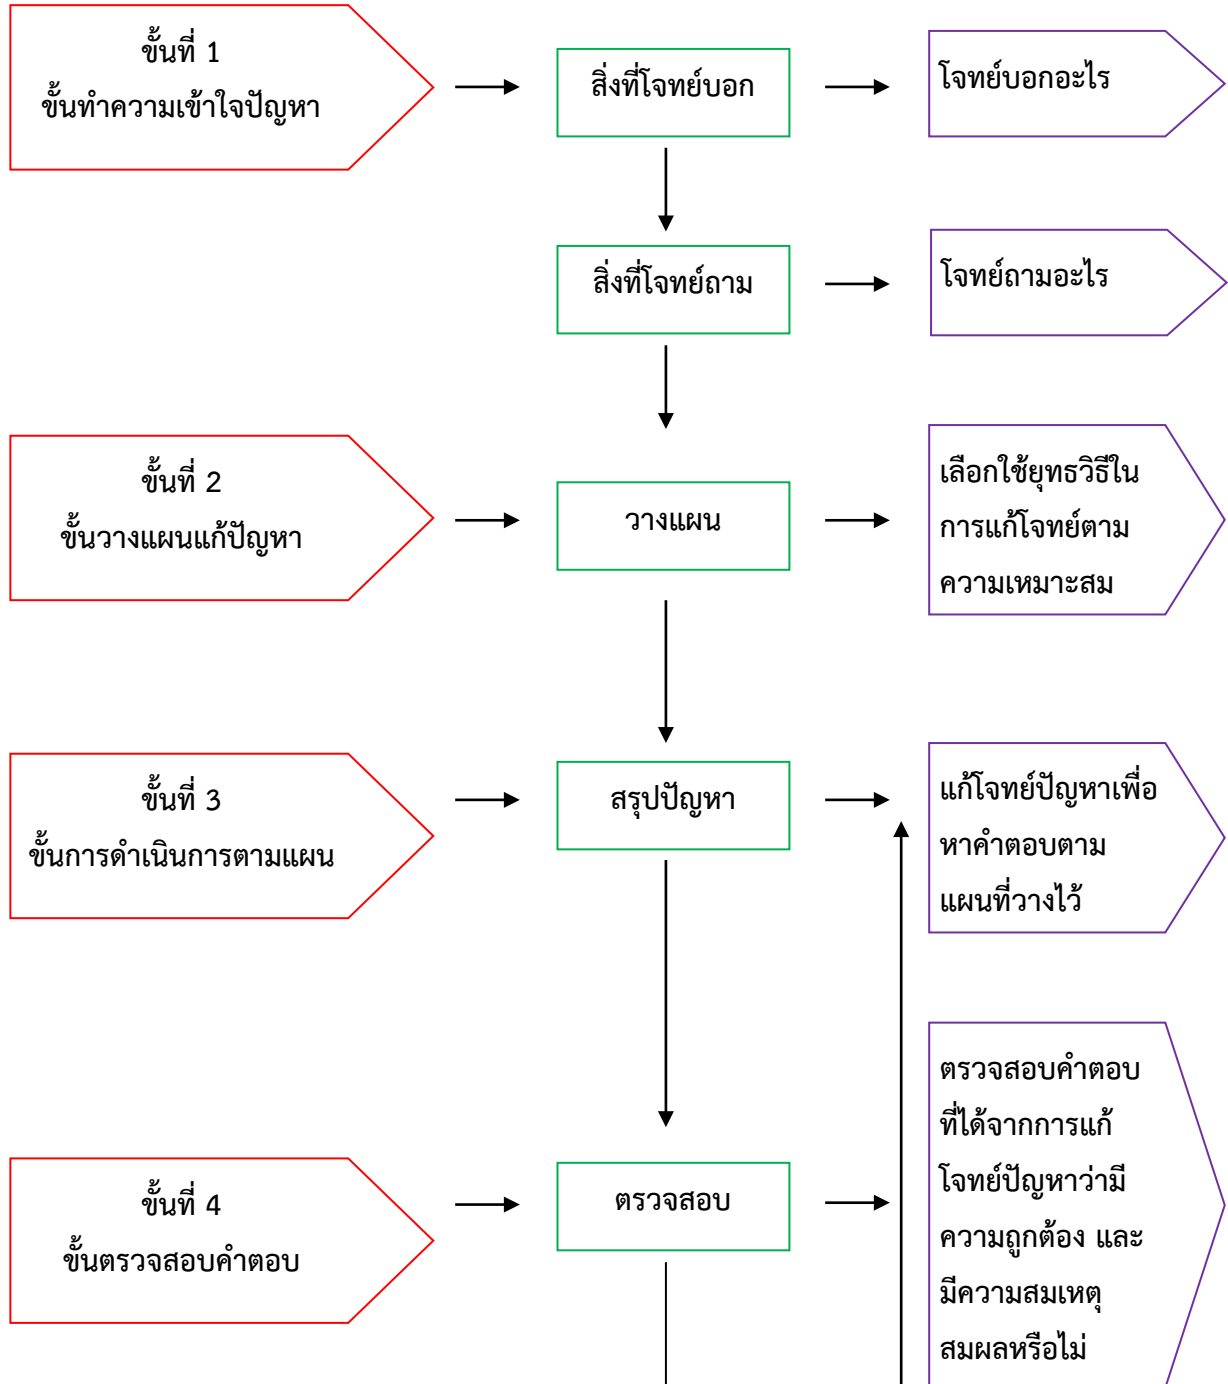 ขั้นที่ 1
ขั้นทำความเข้าใจปัญหา
สิ่งที่โจทย์บอก
โจทย์บอกอะไร
สิ่งที่โจทย์ถาม
โจทย์ถามอะไร
ขั้นที่ 2
ขั้นวางแผนแก้ปัญหา
วางแผน
เลือกใช้ยุทธวิธีใน
การแก้โจทย์ตาม
ความเหมาะสม
ขั้นที่ 3
ขั้นการดำเนินการตามแผน
สรุปปัญหา
แก้โจทย์ปัญหาเพื่อ
หาคำตอบตาม
แผนที่วางไว้
ขั้นที่ 4
ขั้นตรวจสอบคำตอบ
ตรวจสอบ
ตรวจสอบคำตอบ
ที่ได้จากการแก้
โจทย์ปัญหาว่ามี
ความถูกต้อง และ
มีความสมเหตุ
สมผลหรือไม่